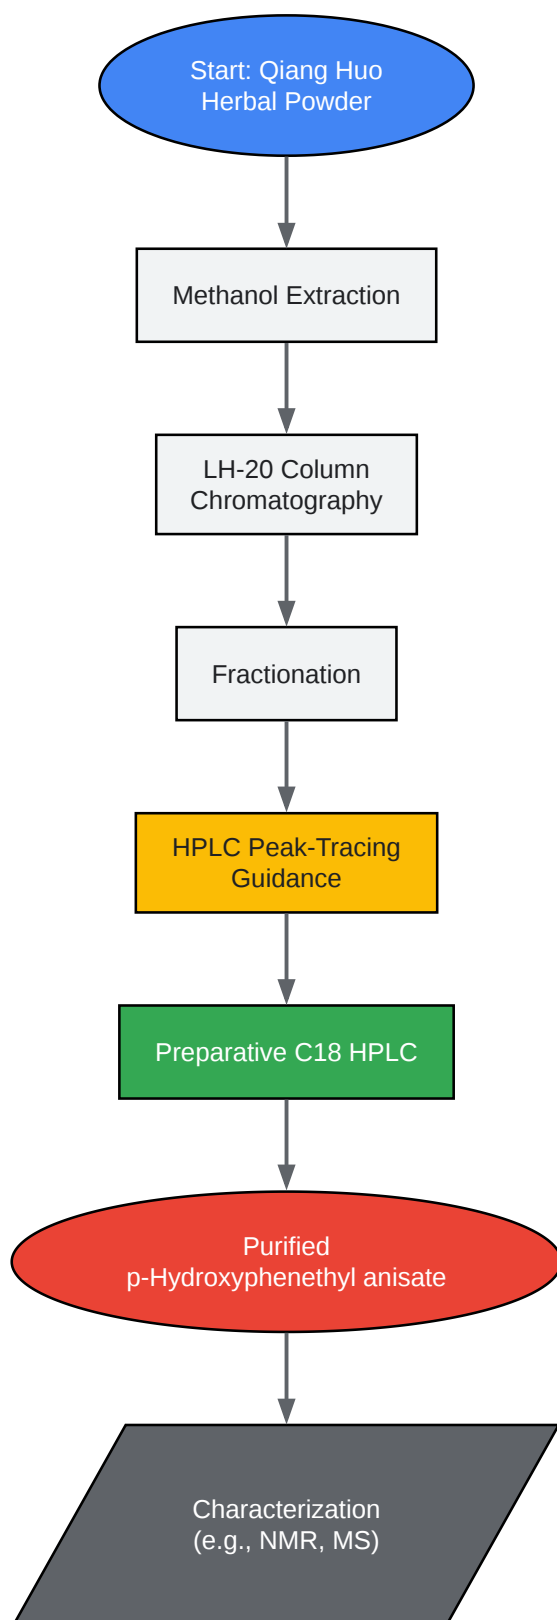 Start: Qiang Huo
Herbal Powder
Methanol Extraction
LH-20 Column
Chromatography
Fractionation
HPLC Peak-Tracing
Guidance
Preparative C18 HPLC
Purified
p-Hydroxyphenethyl anisate
Characterization
(e.g., NMR, MS)